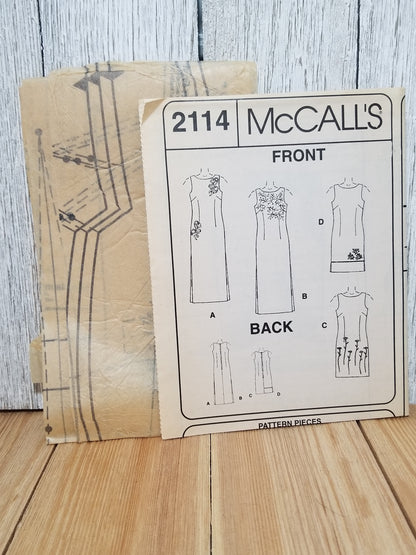 2114 McCALL'S
FRONT
A
B
D
C
BACK
A B C D
PATTERN PIECES